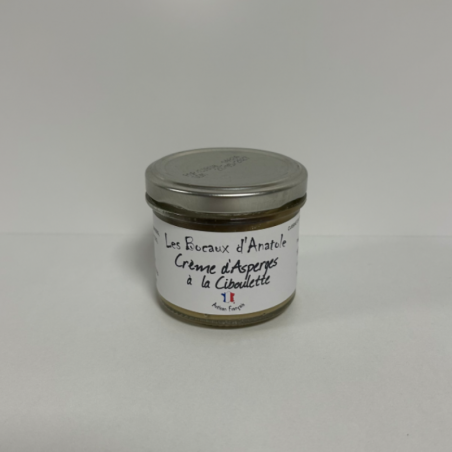 Les Bocaux d'Anatole
Crème d'Asperges
à la Ciboulette
Artisan Français